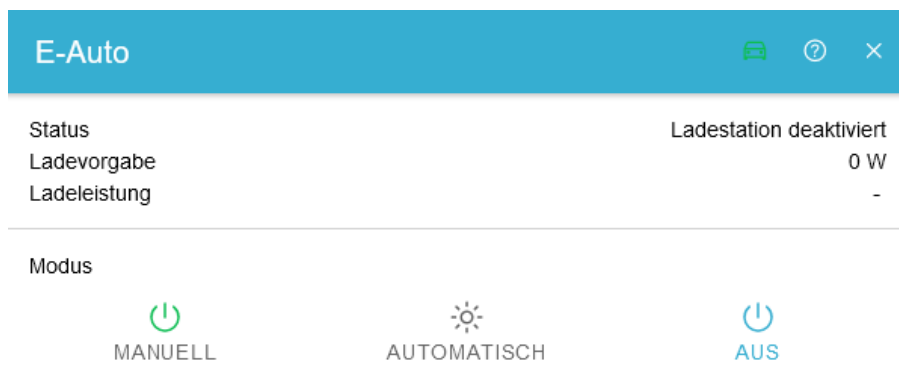 E-Auto
Status Ladestation deaktiviert
Ladevorgabe 0 W
Ladeleistung -
Modus
MANUELL AUTOMATISCH AUS